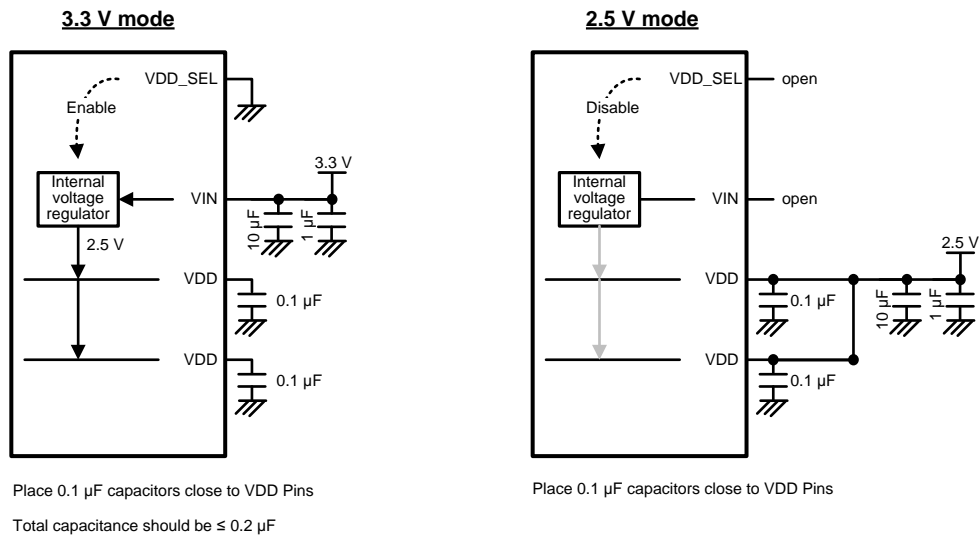 3.3 V mode
VDD_SEL
Enable
3.3 V
Internal
voltage
regulator
VIN
10 µF
1 µF
2.5 V
VDD
0.1 µF
VDD
0.1 µF
Place 0.1 µF capacitors close to VDD Pins
Total capacitance should be ≤ 0.2 µF
2.5 V mode
VDD_SEL
open
Disable
Internal
voltage
regulator
VIN
open
2.5 V
VDD
0.1 µF
10 µF
1 µF
VDD
0.1 µF
Place 0.1 µF capacitors close to VDD Pins